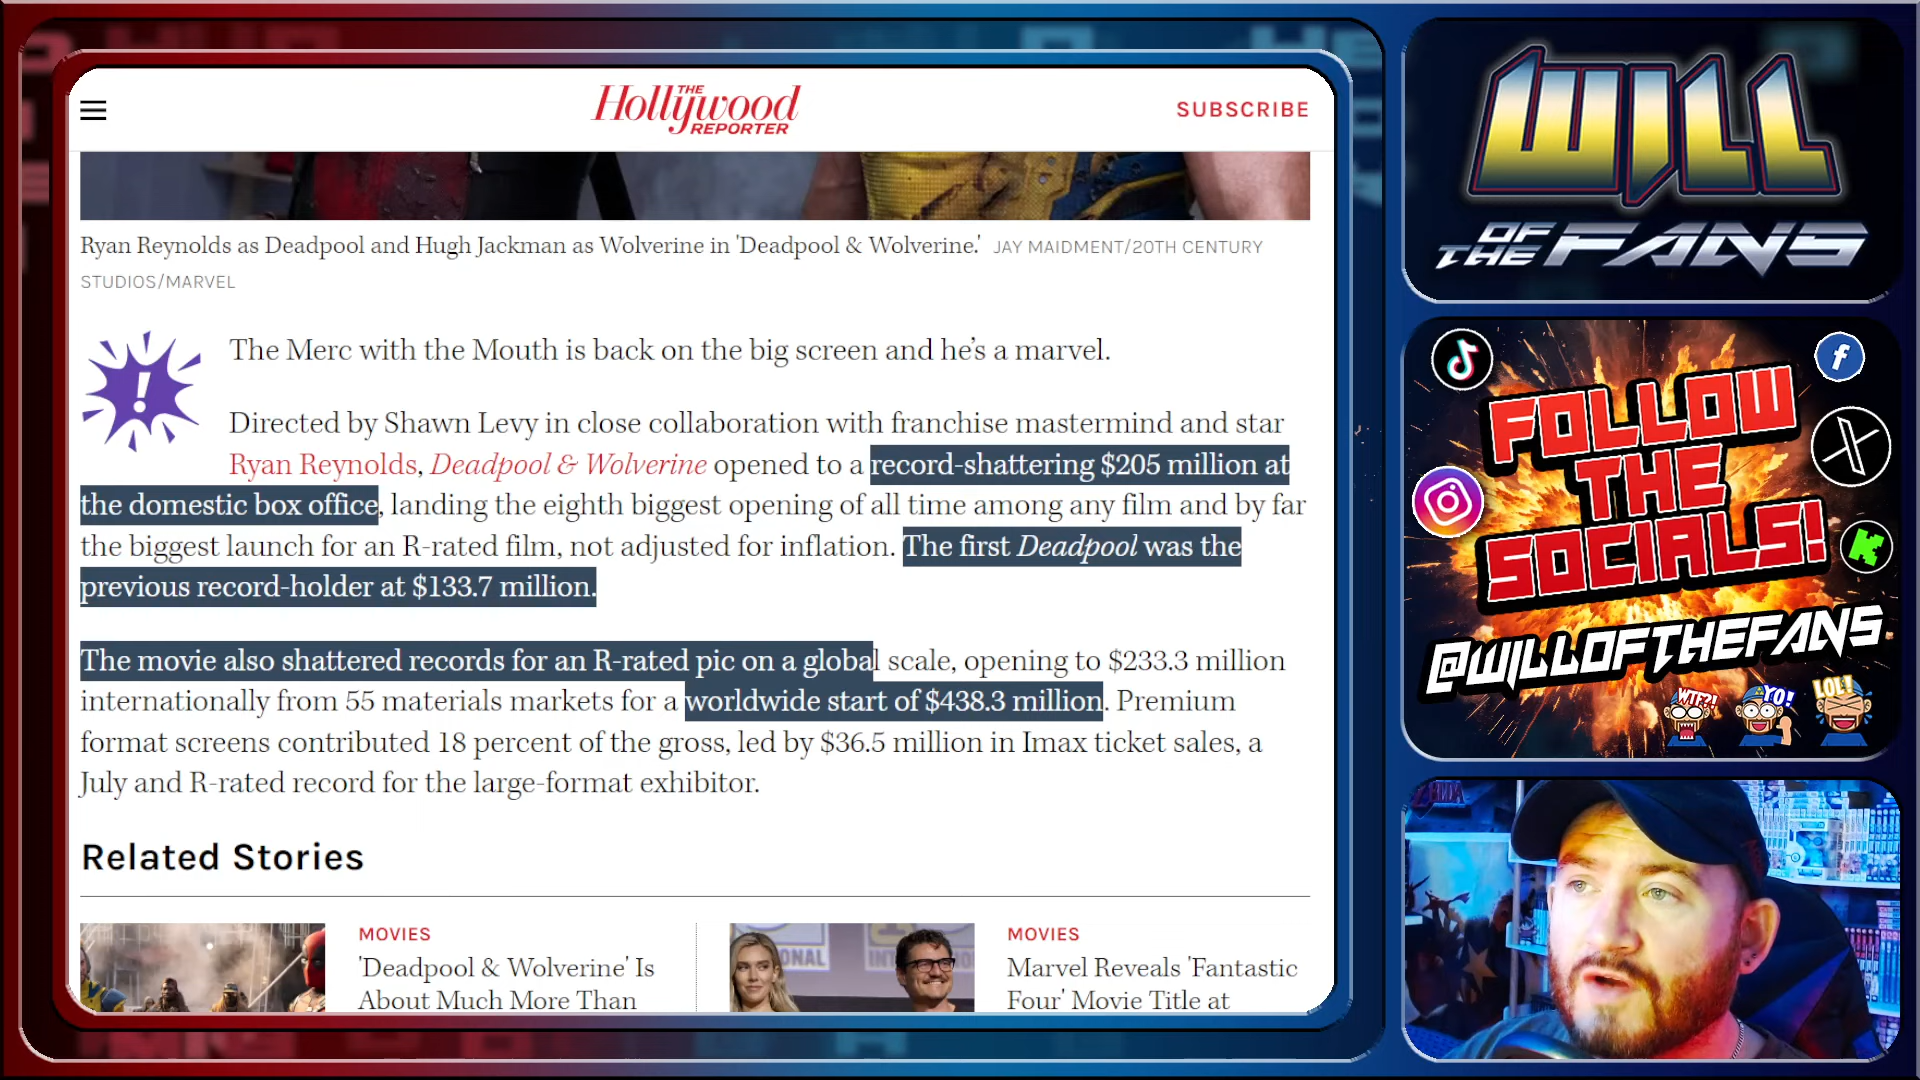 THE
Hollywood
REPORTER
SUBSCRIBE
Ryan Reynolds as Deadpool and Hugh Jackman as Wolverine in 'Deadpool & Wolverine.' JAY MAIDMENT/20TH CENTURY
STUDIOS/MARVEL
!
The Merc with the Mouth is back on the big screen and he's a marvel.
Directed by Shawn Levy in close collaboration with franchise mastermind and star
Ryan Reynolds, Deadpool & Wolverine opened to a record-shattering $205 million at
the domestic box office, landing the eighth biggest opening of all time among any film and by far
the biggest launch for an R-rated film, not adjusted for inflation. The first Deadpool was the
previous record-holder at $133.7 million.
The movie also shattered records for an R-rated pic on a global scale, opening to $233.3 million
internationally from 55 materials markets for a worldwide start of $438.3 million. Premium
format screens contributed 18 percent of the gross, led by $36.5 million in Imax ticket sales, a
July and R-rated record for the large-format exhibitor.
Related Stories
MOVIES
'Deadpool & Wolverine' Is
About Much More Than
MOVIES
Marvel Reveals 'Fantastic
Four' Movie Title at
WILL
OF
THE FANS
FOLLOW
THE
SOCIALS!
@WILLOFTHEFANS
WTF?!
YO!
LOL!